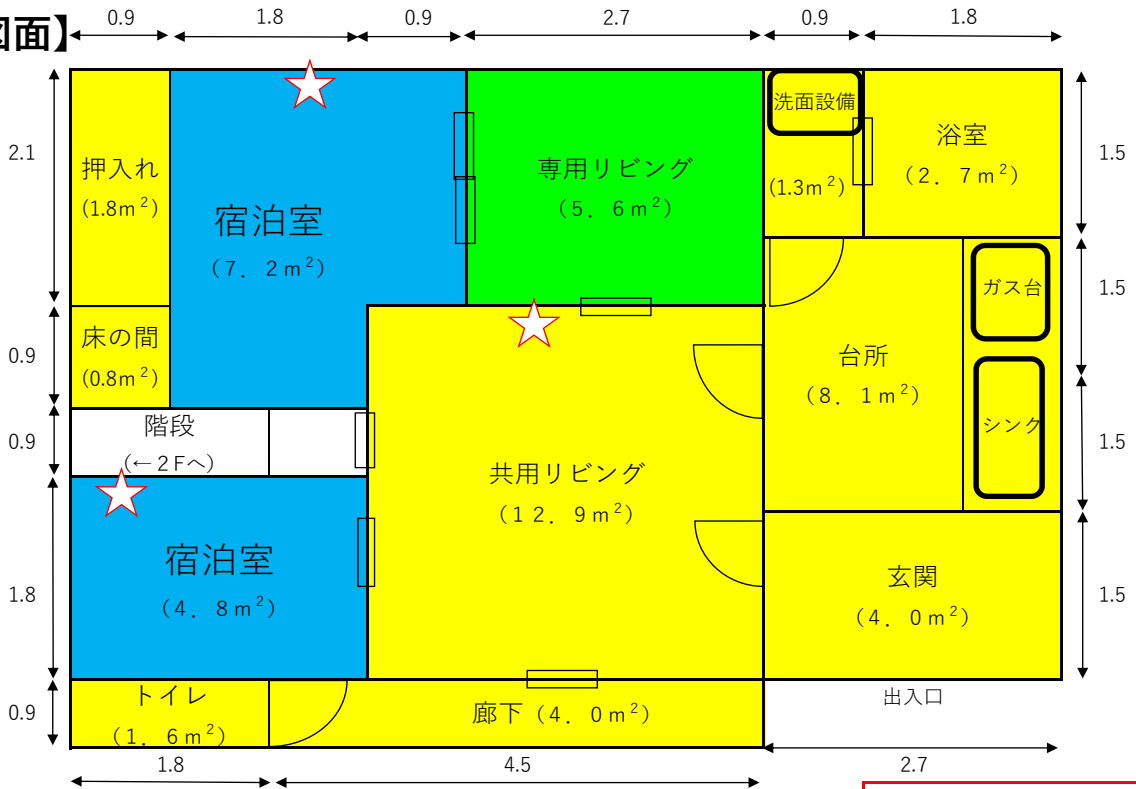 図面】
0.9
1.8
0.9
2.7
0.9
1.8
2.1
0.9
0.9
1.8
0.9
押入れ
(1.8m²)
宿泊室
（7．2m²）
専用リビング
（5．6m²）
洗面設備
(1.3m²)
浴室
（2．7m²）
1.5
1.5
1.5
1.5
床の間
(0.8m²)
階段
(←2Fへ)
宿泊室
（4．8m²）
共用リビング
（12．9m²）
台所
（8．1m²）
ガス台
シンク
玄関
（4．0m²）
トイレ
（1．6m²）
廊下（4．0m²）
出入口
1.8
4.5
2.7